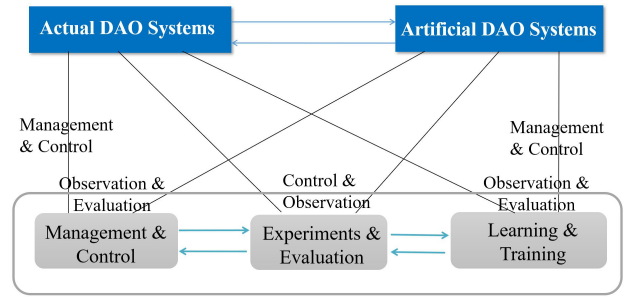 Actual DAO Systems
Artificial DAO Systems
Management
& Control
Management
& Control
Observation &
Evaluation
Control &
Observation
Observation &
Evaluation
Management &
Control
Experiments &
Evaluation
Learning &
Training